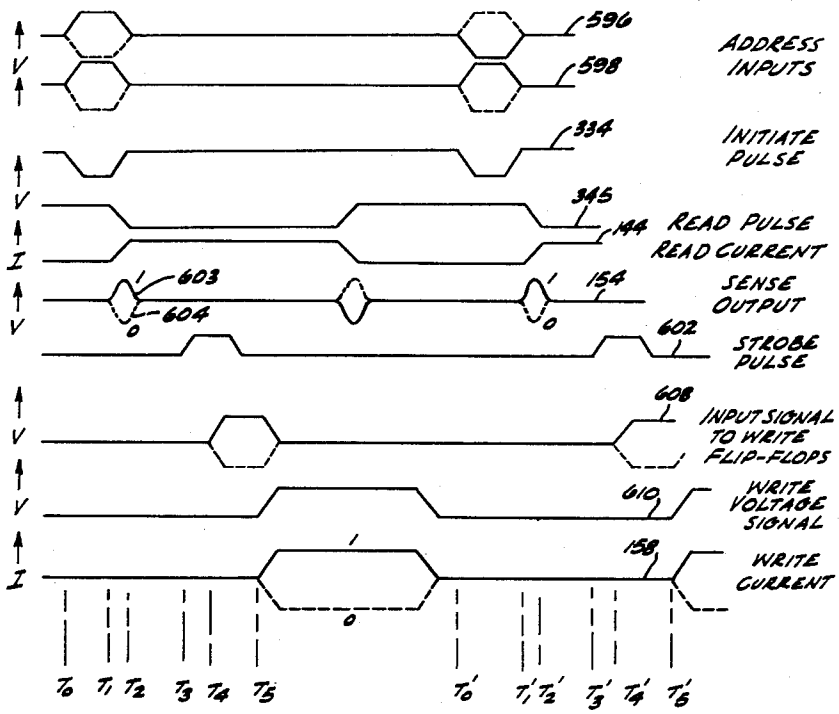 596
ADDRESS
INPUTS
V
598
334
INITIATE
PULSE
V
345
READ PULSE
144
I
READ CURRENT
1
603
154
SENSE
OUTPUT
604
0
1
0
V
602
STROBE
PULSE
608
V
INPUT SIGNAL
TO WRITE
FLIP-FLOPS
V
610
WRITE
VOLTAGE
SIGNAL
I
1
158
WRITE
CURRENT
0
T0 T1 T2 T3 T4 T5 T0' T1' T2' T3' T4' T5'